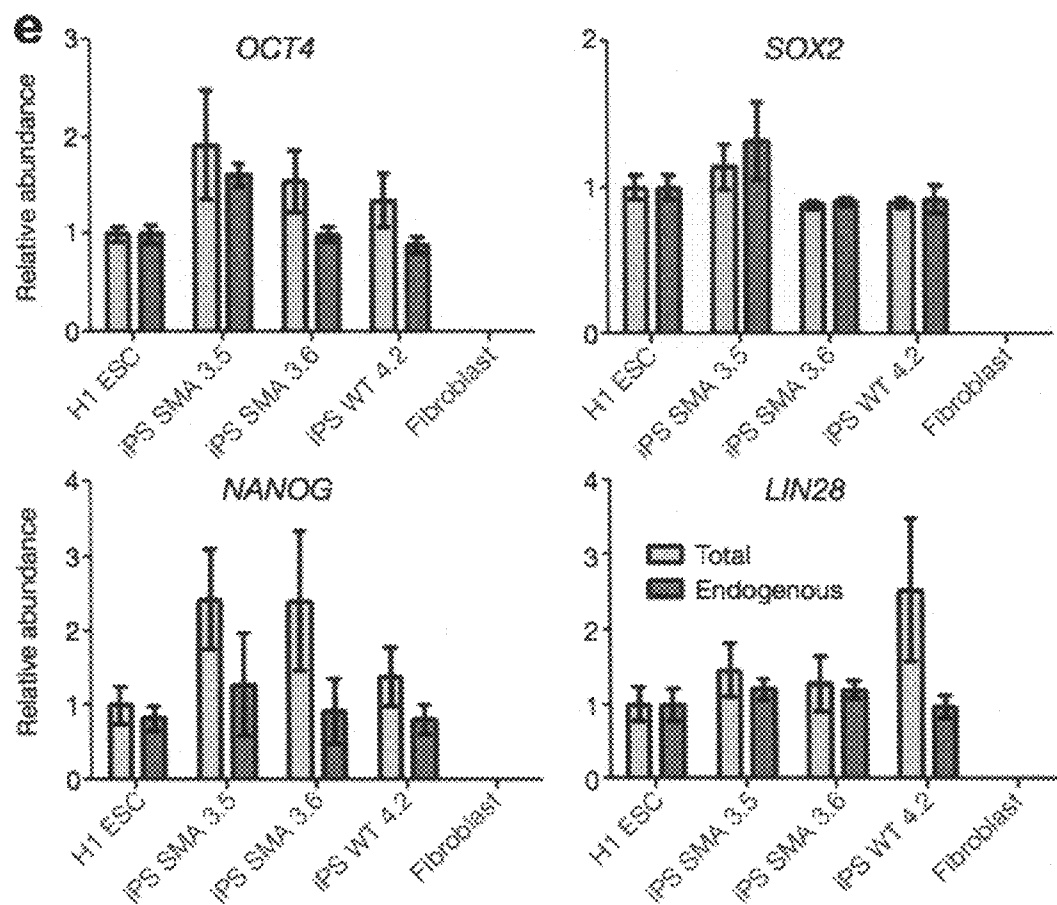 e
OCT4
Relative abundance
3
2
1
0
H1 ESC
iPS SMA 3.5
iPS SMA 3.6
iPS WT 4.2
Fibroblast
SOX2
2
1
0
H1 ESC
iPS SMA 3.5
iPS SMA 3.6
iPS WT 4.2
Fibroblast
NANOG
Relative abundance
4
3
2
1
0
H1 ESC
iPS SMA 3.5
iPS SMA 3.6
iPS WT 4.2
Fibroblast
LIN28
4
3
2
1
0
Total
Endogenous
H1 ESC
iPS SMA 3.5
iPS SMA 3.6
iPS WT 4.2
Fibroblast